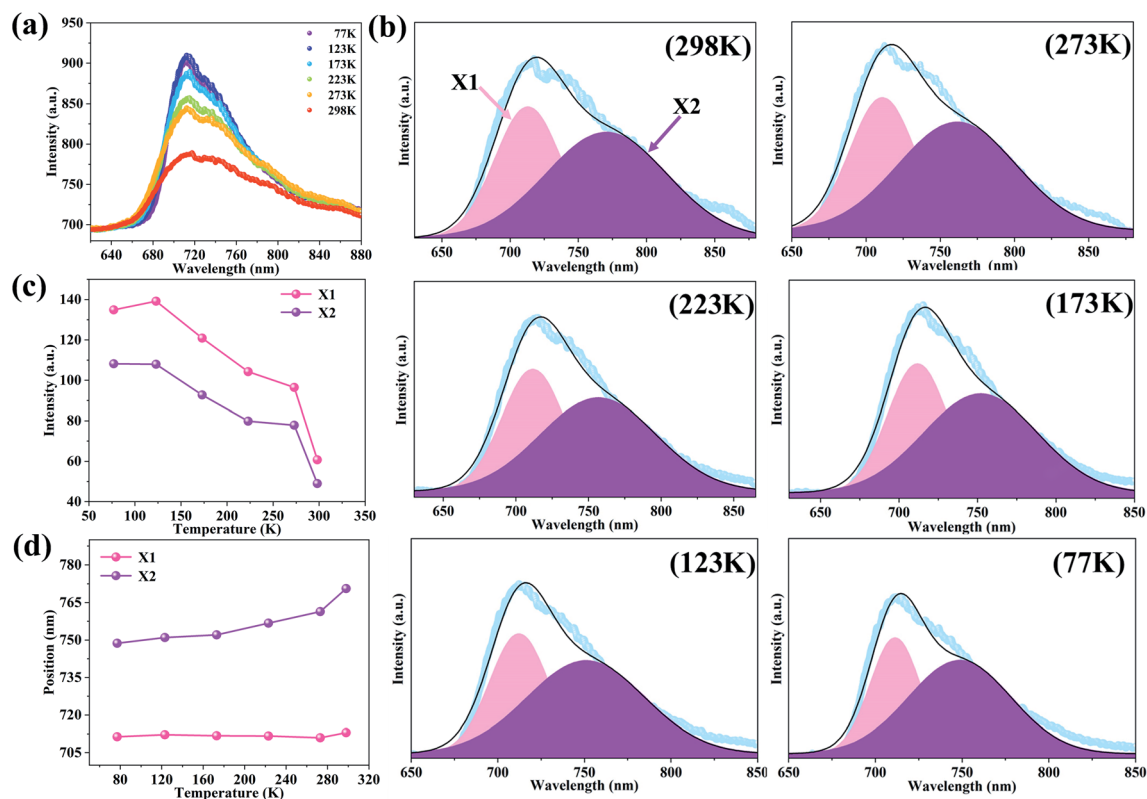 (a)
950
900
850
800
750
700
Intensity (a.u.)
77K
123K
173K
223K
273K
298K
640 680 720 760 800 840 880
Wavelength (nm)
(b)
(298K)
X1
X2
Intensity (a.u.)
650 700 750 800 850
Wavelength (nm)
(273K)
Intensity (a.u.)
650 700 750 800 850
Wavelength (nm)
(c)
140
120
100
80
60
40
Intensity (a.u.)
X1
X2
50 100 150 200 250 300 350
Temperature (K)
(223K)
Intensity (a.u.)
650 700 750 800 850
Wavelength (nm)
(173K)
Intensity (a.u.)
650 700 750 800 850
Wavelength (nm)
(d)
780
765
750
735
720
705
Position (nm)
X1
X2
80 120 160 200 240 280 320
Temperature (K)
(123K)
Intensity (a.u.)
650 700 750 800 850
Wavelength (nm)
(77K)
Intensity (a.u.)
650 700 750 800 850
Wavelength (nm)